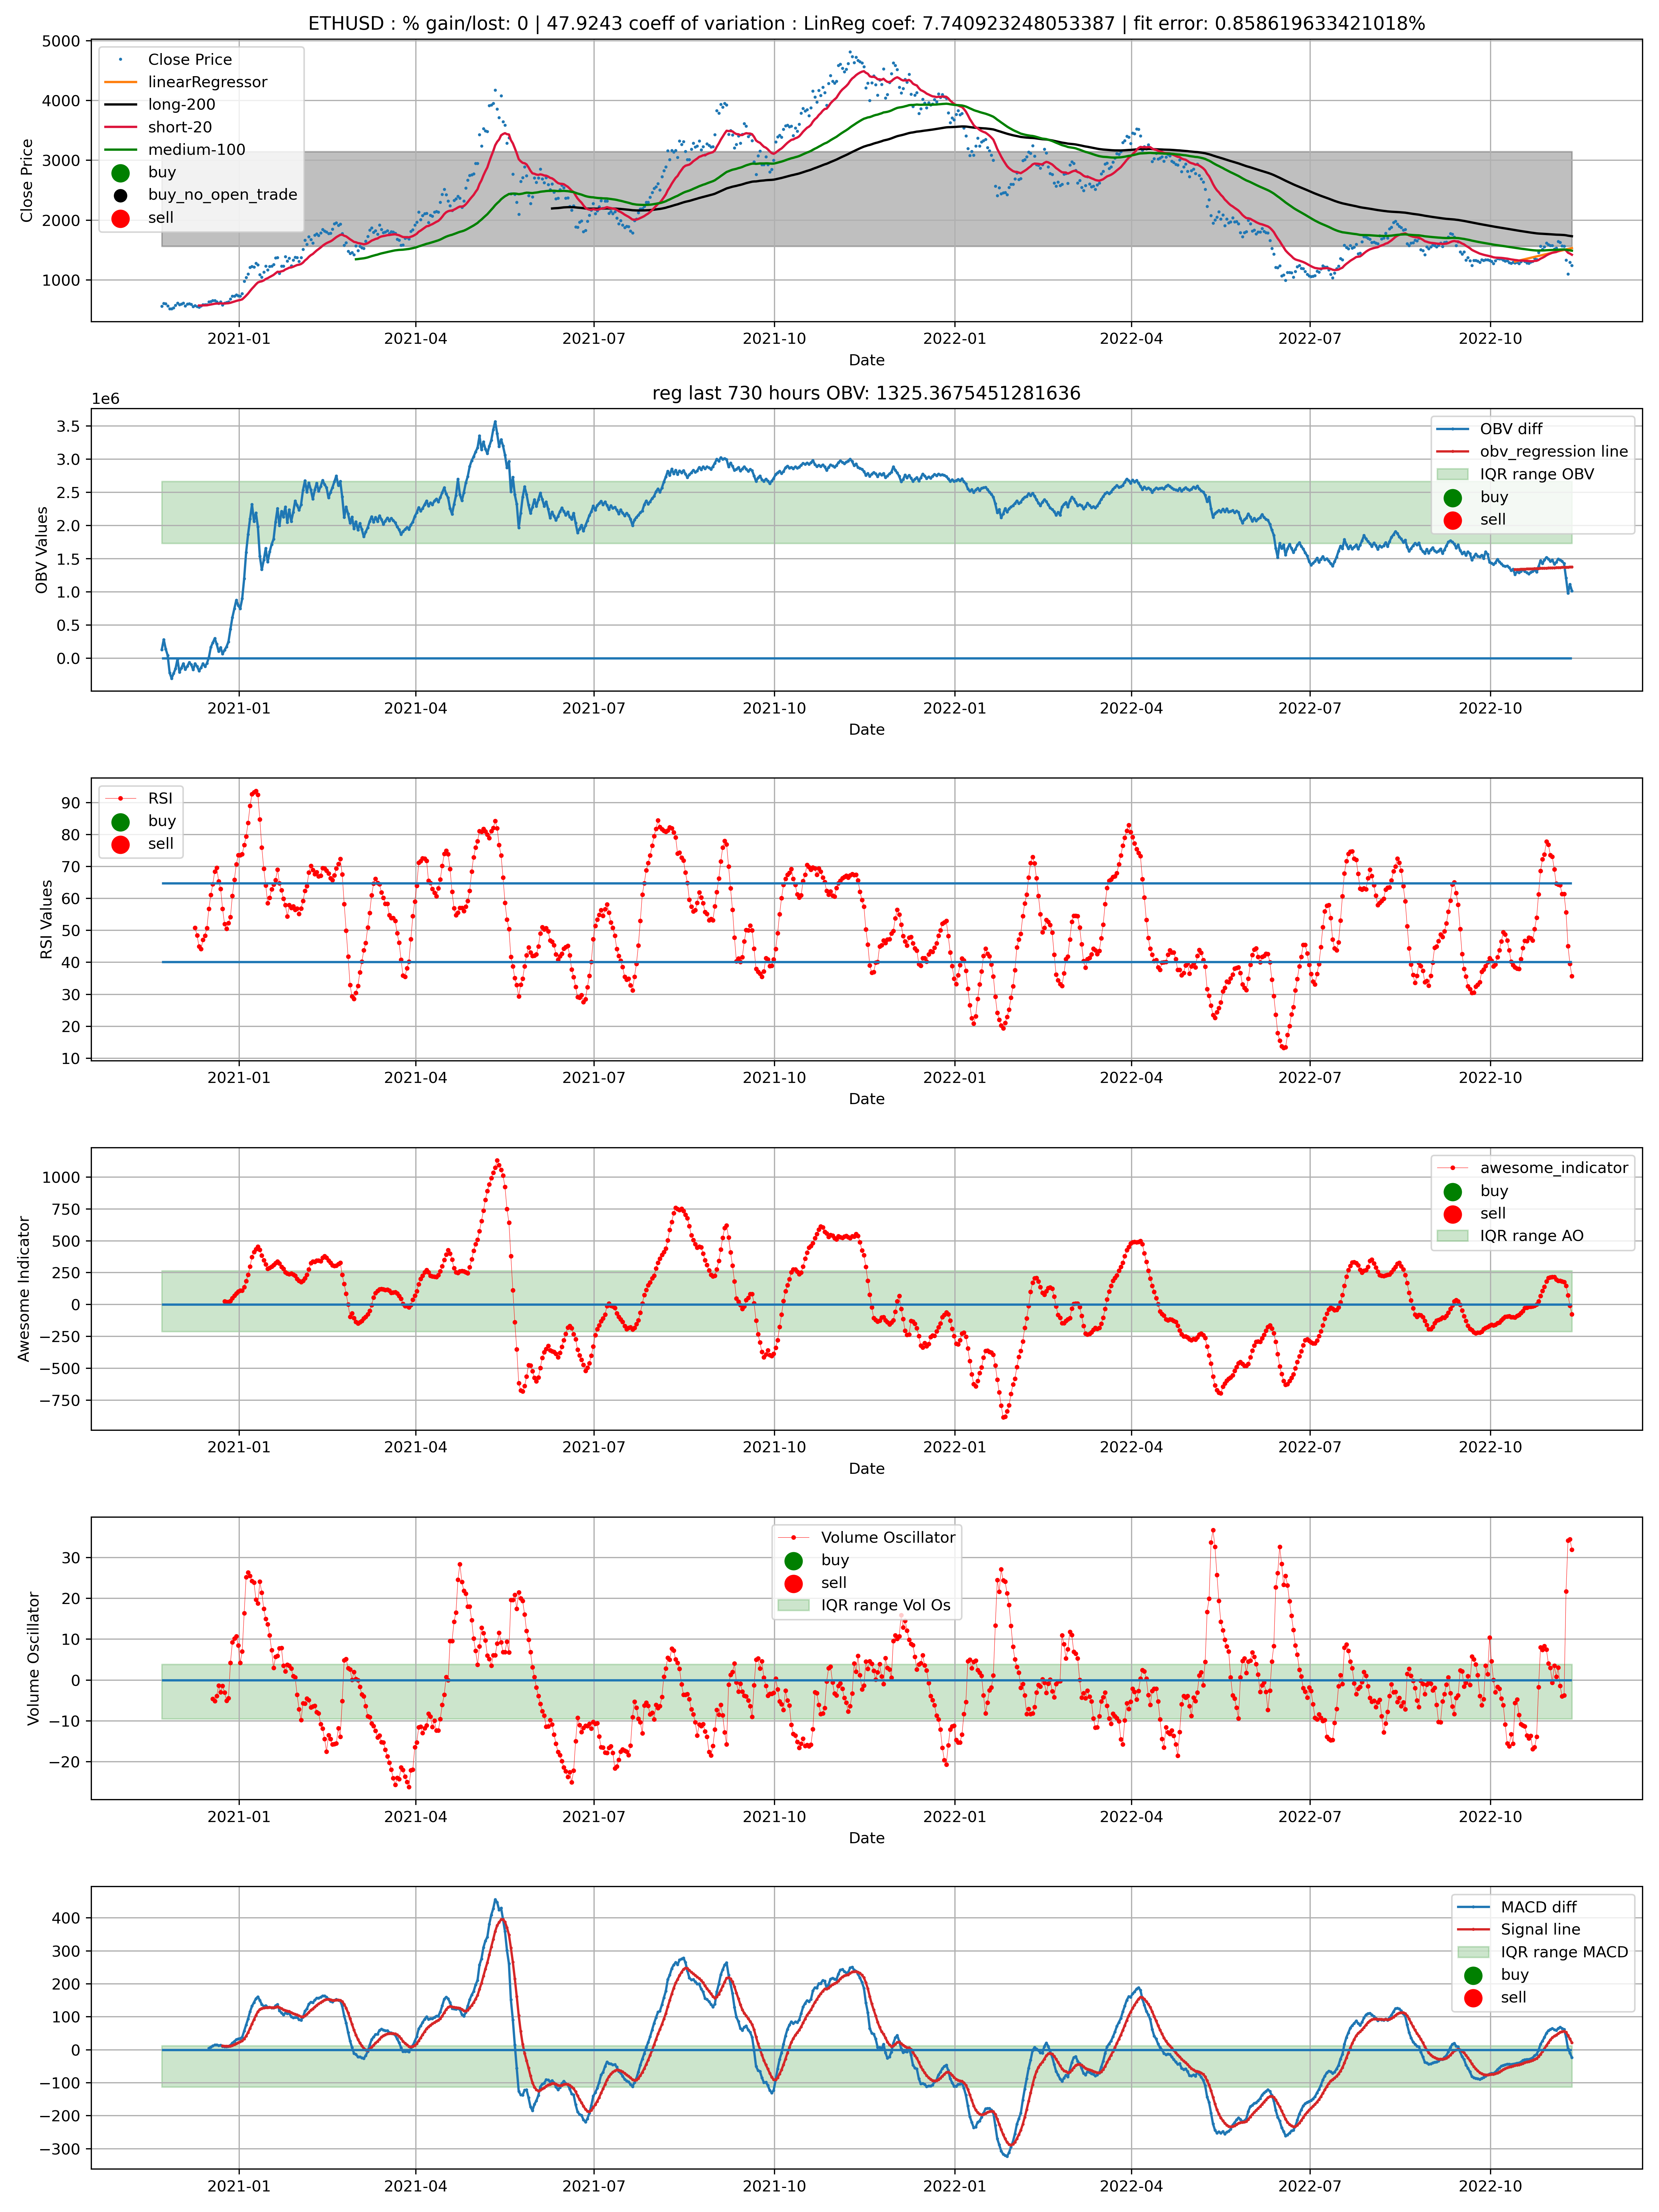 ETHUSD : % gain/lost: 0 | 47.9243 coeff of variation : LinReg coef: 7.740923248053387 | fit error: 0.858619633421018%
Close Price
5000
4000
3000
2000
1000
Close Price
linearRegressor
long-200
short-20
medium-100
buy
buy_no_open_trade
sell
2021-01 2021-04 2021-07 2021-10 2022-01 2022-04 2022-07 2022-10
Date
reg last 730 hours OBV: 1325.3675451281636
1e6
OBV Values
3.5
3.0
2.5
2.0
1.5
1.0
0.5
0.0
OBV diff
obv_regression line
IQR range OBV
buy
sell
2021-01 2021-04 2021-07 2021-10 2022-01 2022-04 2022-07 2022-10
Date
RSI Values
90
80
70
60
50
40
30
20
10
RSI
buy
sell
2021-01 2021-04 2021-07 2021-10 2022-01 2022-04 2022-07 2022-10
Date
Awesome Indicator
1000
750
500
250
0
−250
−500
−750
awesome_indicator
buy
sell
IQR range AO
2021-01 2021-04 2021-07 2021-10 2022-01 2022-04 2022-07 2022-10
Date
Volume Oscillator
30
20
10
0
−10
−20
Volume Oscillator
buy
sell
IQR range Vol Os
2021-01 2021-04 2021-07 2021-10 2022-01 2022-04 2022-07 2022-10
Date
400
300
200
100
0
−100
−200
−300
MACD diff
Signal line
IQR range MACD
buy
sell
2021-01 2021-04 2021-07 2021-10 2022-01 2022-04 2022-07 2022-10